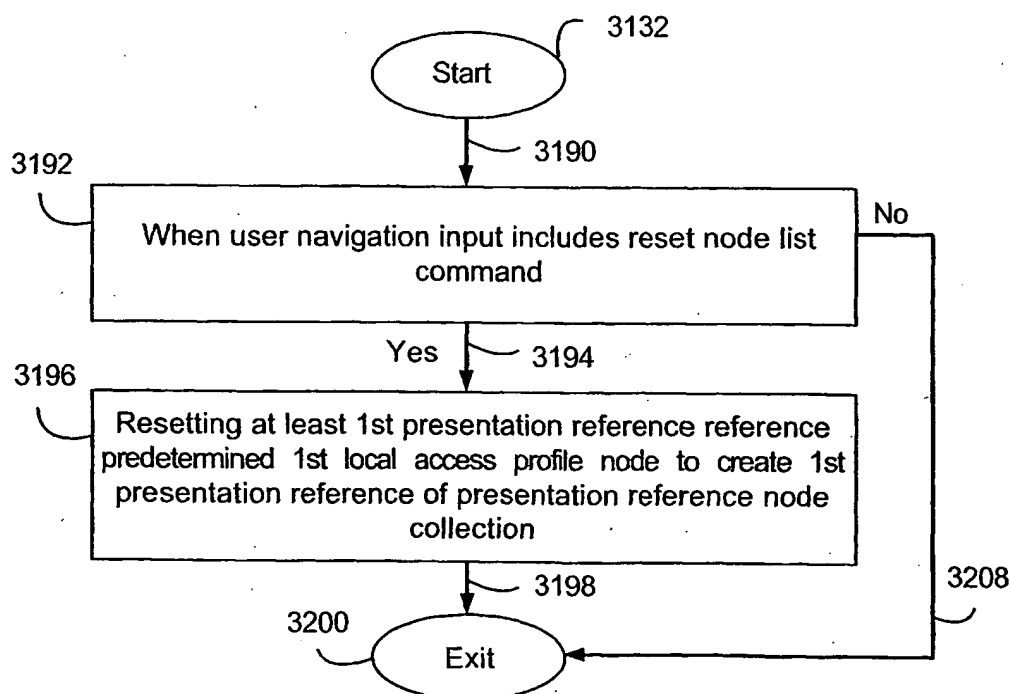 3132
Start
3190
3192
No
When user navigation input includes reset node list
command
Yes
3194
3196
Resetting at least 1st presentation reference reference
predetermined 1st local access profile node to create 1st
presentation reference of presentation reference node
collection
3198
3208
3200
Exit